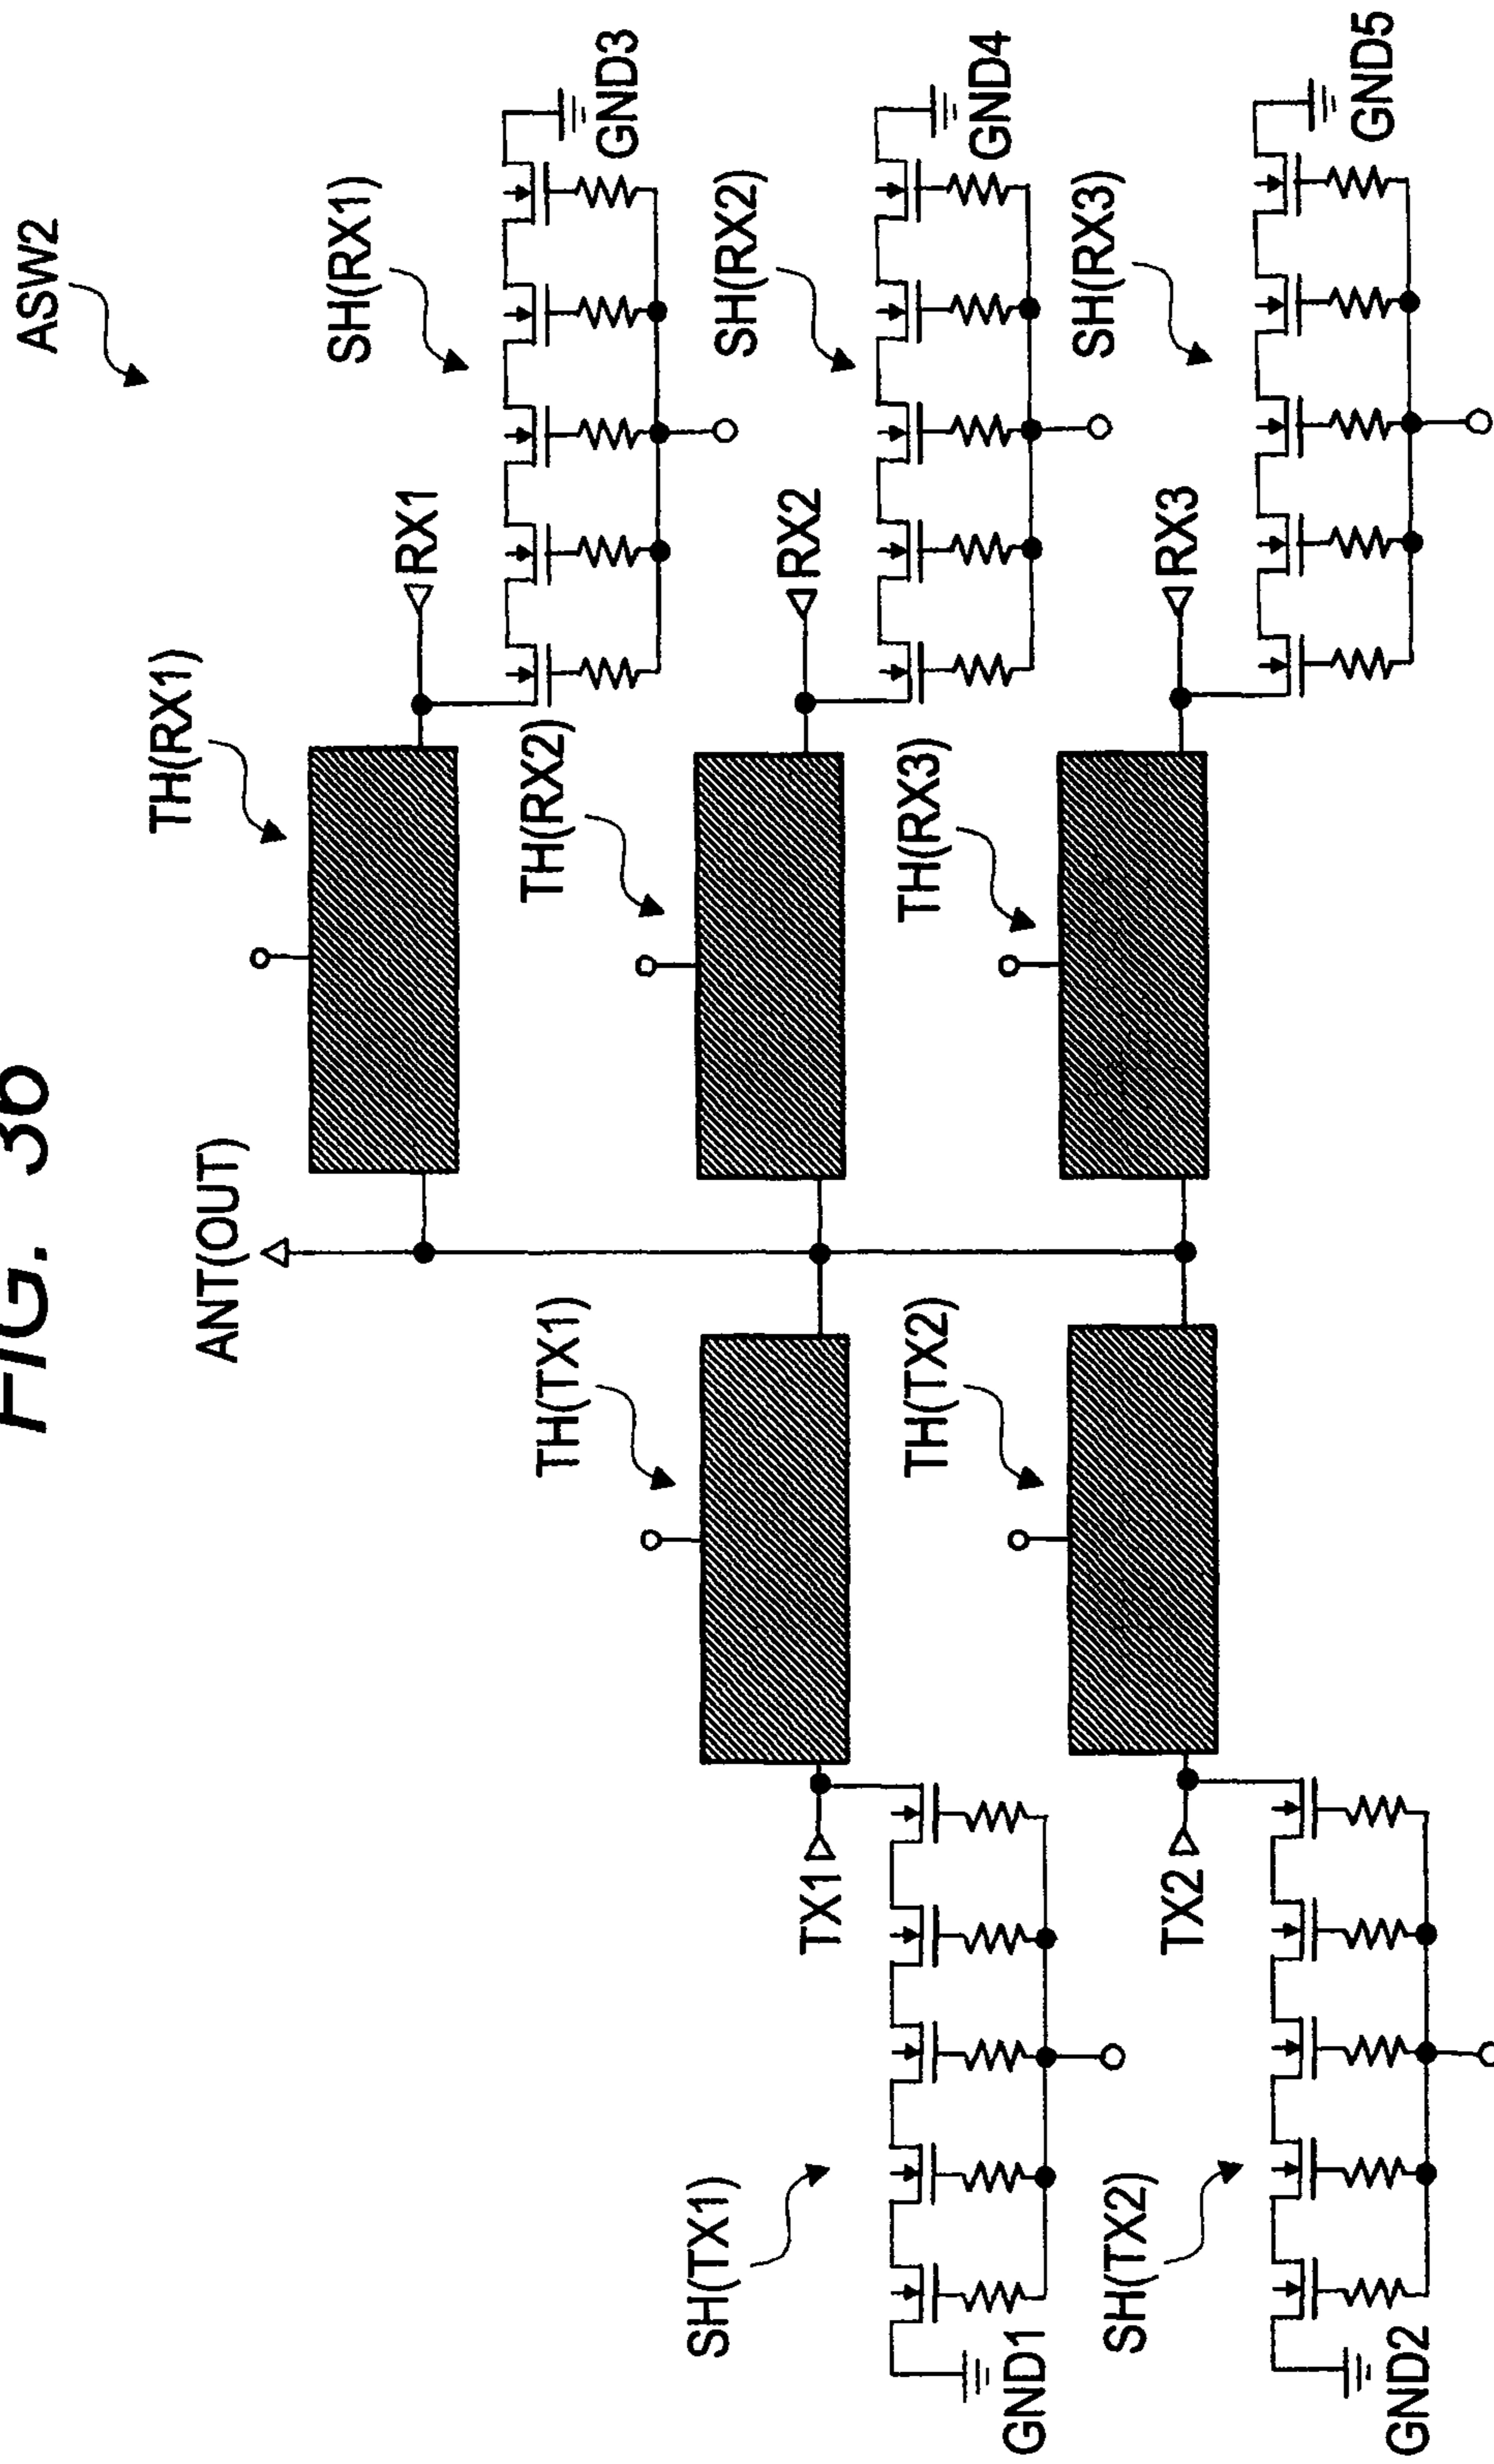 FIG. 36
ASW2
ANT(OUT)
TH(RX1)
SH(RX1)
RX1
GND3
TH(TX1)
TH(RX2)
SH(RX2)
RX2
GND4
SH(TX1)
TX1
GND1
TH(TX2)
TH(RX3)
SH(RX3)
RX3
GND5
SH(TX2)
TX2
GND2